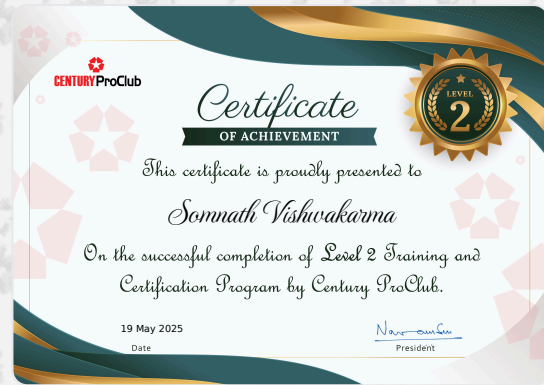 CENTURY ProClub
LEVEL
2
Certificate
OF ACHIEVEMENT
This certificate is proudly presented to
Somnath Vishwakarma
On the successful completion of Level 2 Training and
Certification Program by Century ProClub.
19 May 2025
Date
President